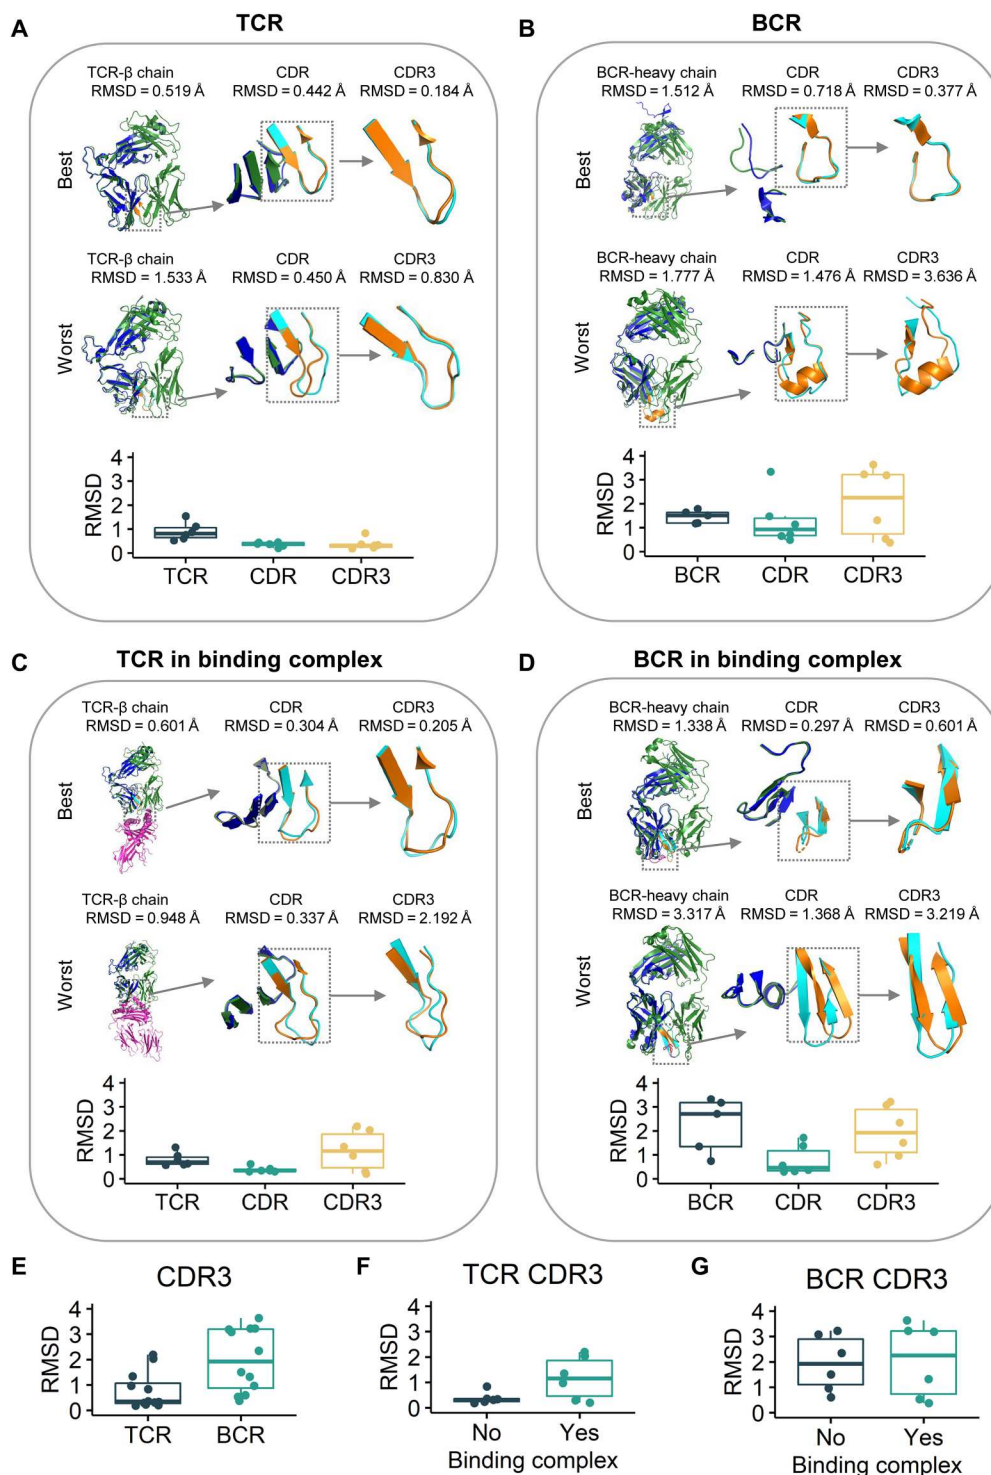 A
TCR
TCR-β chain
RMSD = 0.519 Å
CDR
RMSD = 0.442 Å
CDR3
RMSD = 0.184 Å
Best
TCR-β chain
RMSD = 1.533 Å
CDR
RMSD = 0.450 Å
CDR3
RMSD = 0.830 Å
Worst
RMSD
4
3
2
1
0
TCR
CDR
CDR3
B
BCR
BCR-heavy chain
RMSD = 1.512 Å
CDR
RMSD = 0.718 Å
CDR3
RMSD = 0.377 Å
Best
BCR-heavy chain
RMSD = 1.777 Å
CDR
RMSD = 1.476 Å
CDR3
RMSD = 3.636 Å
Worst
RMSD
4
3
2
1
0
BCR
CDR
CDR3
C
TCR in binding complex
TCR-β chain
RMSD = 0.601 Å
CDR
RMSD = 0.304 Å
CDR3
RMSD = 0.205 Å
Best
TCR-β chain
RMSD = 0.948 Å
CDR
RMSD = 0.337 Å
CDR3
RMSD = 2.192 Å
Worst
RMSD
4
3
2
1
0
TCR
CDR
CDR3
D
BCR in binding complex
BCR-heavy chain
RMSD = 1.338 Å
CDR
RMSD = 0.297 Å
CDR3
RMSD = 0.601 Å
Best
BCR-heavy chain
RMSD = 3.317 Å
CDR
RMSD = 1.368 Å
CDR3
RMSD = 3.219 Å
Worst
RMSD
4
3
2
1
0
BCR
CDR
CDR3
E
CDR3
RMSD
4
3
2
1
0
TCR
BCR
F
TCR CDR3
RMSD
4
3
2
1
0
No
Yes
Binding complex
G
BCR CDR3
RMSD
4
3
2
1
0
No
Yes
Binding complex